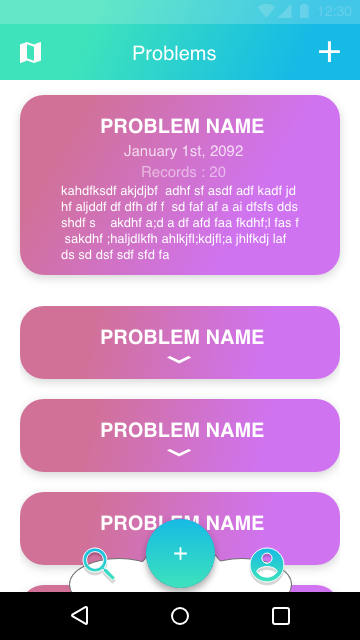 12:30
Problems
PROBLEM NAME
January 1st, 2092
Records : 20
kahdfksdf akjdjbf adhf sf asdf adf kadf jd
hf aljddf df dfh df f sd faf af a ai dfsfs dds
shdf s akdhf a;d a df afd faa fkdhf;l fas f
sakdhf ;haljdlkfh ahlkjfl;kdjfl;a jhlfkdj laf
ds sd dsf sdf sfd fa
PROBLEM NAME
PROBLEM NAME
PROBLEM NAME